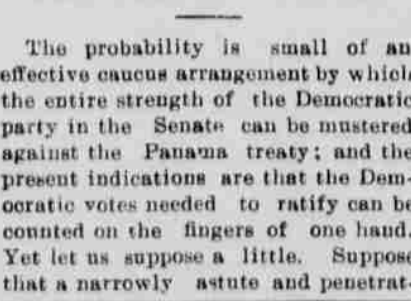 The probability is small of an
effective caucus arrangement by which
the entire strength of the Democratic
party in the Senate can be mustered
against the Panama treaty; and the
present indications are that the Dem-
ocratic votes needed to ratify can be
counted on the fingers of one hand.
Yet let us suppose a little. Suppose
that a narrowly astute and penetrat-